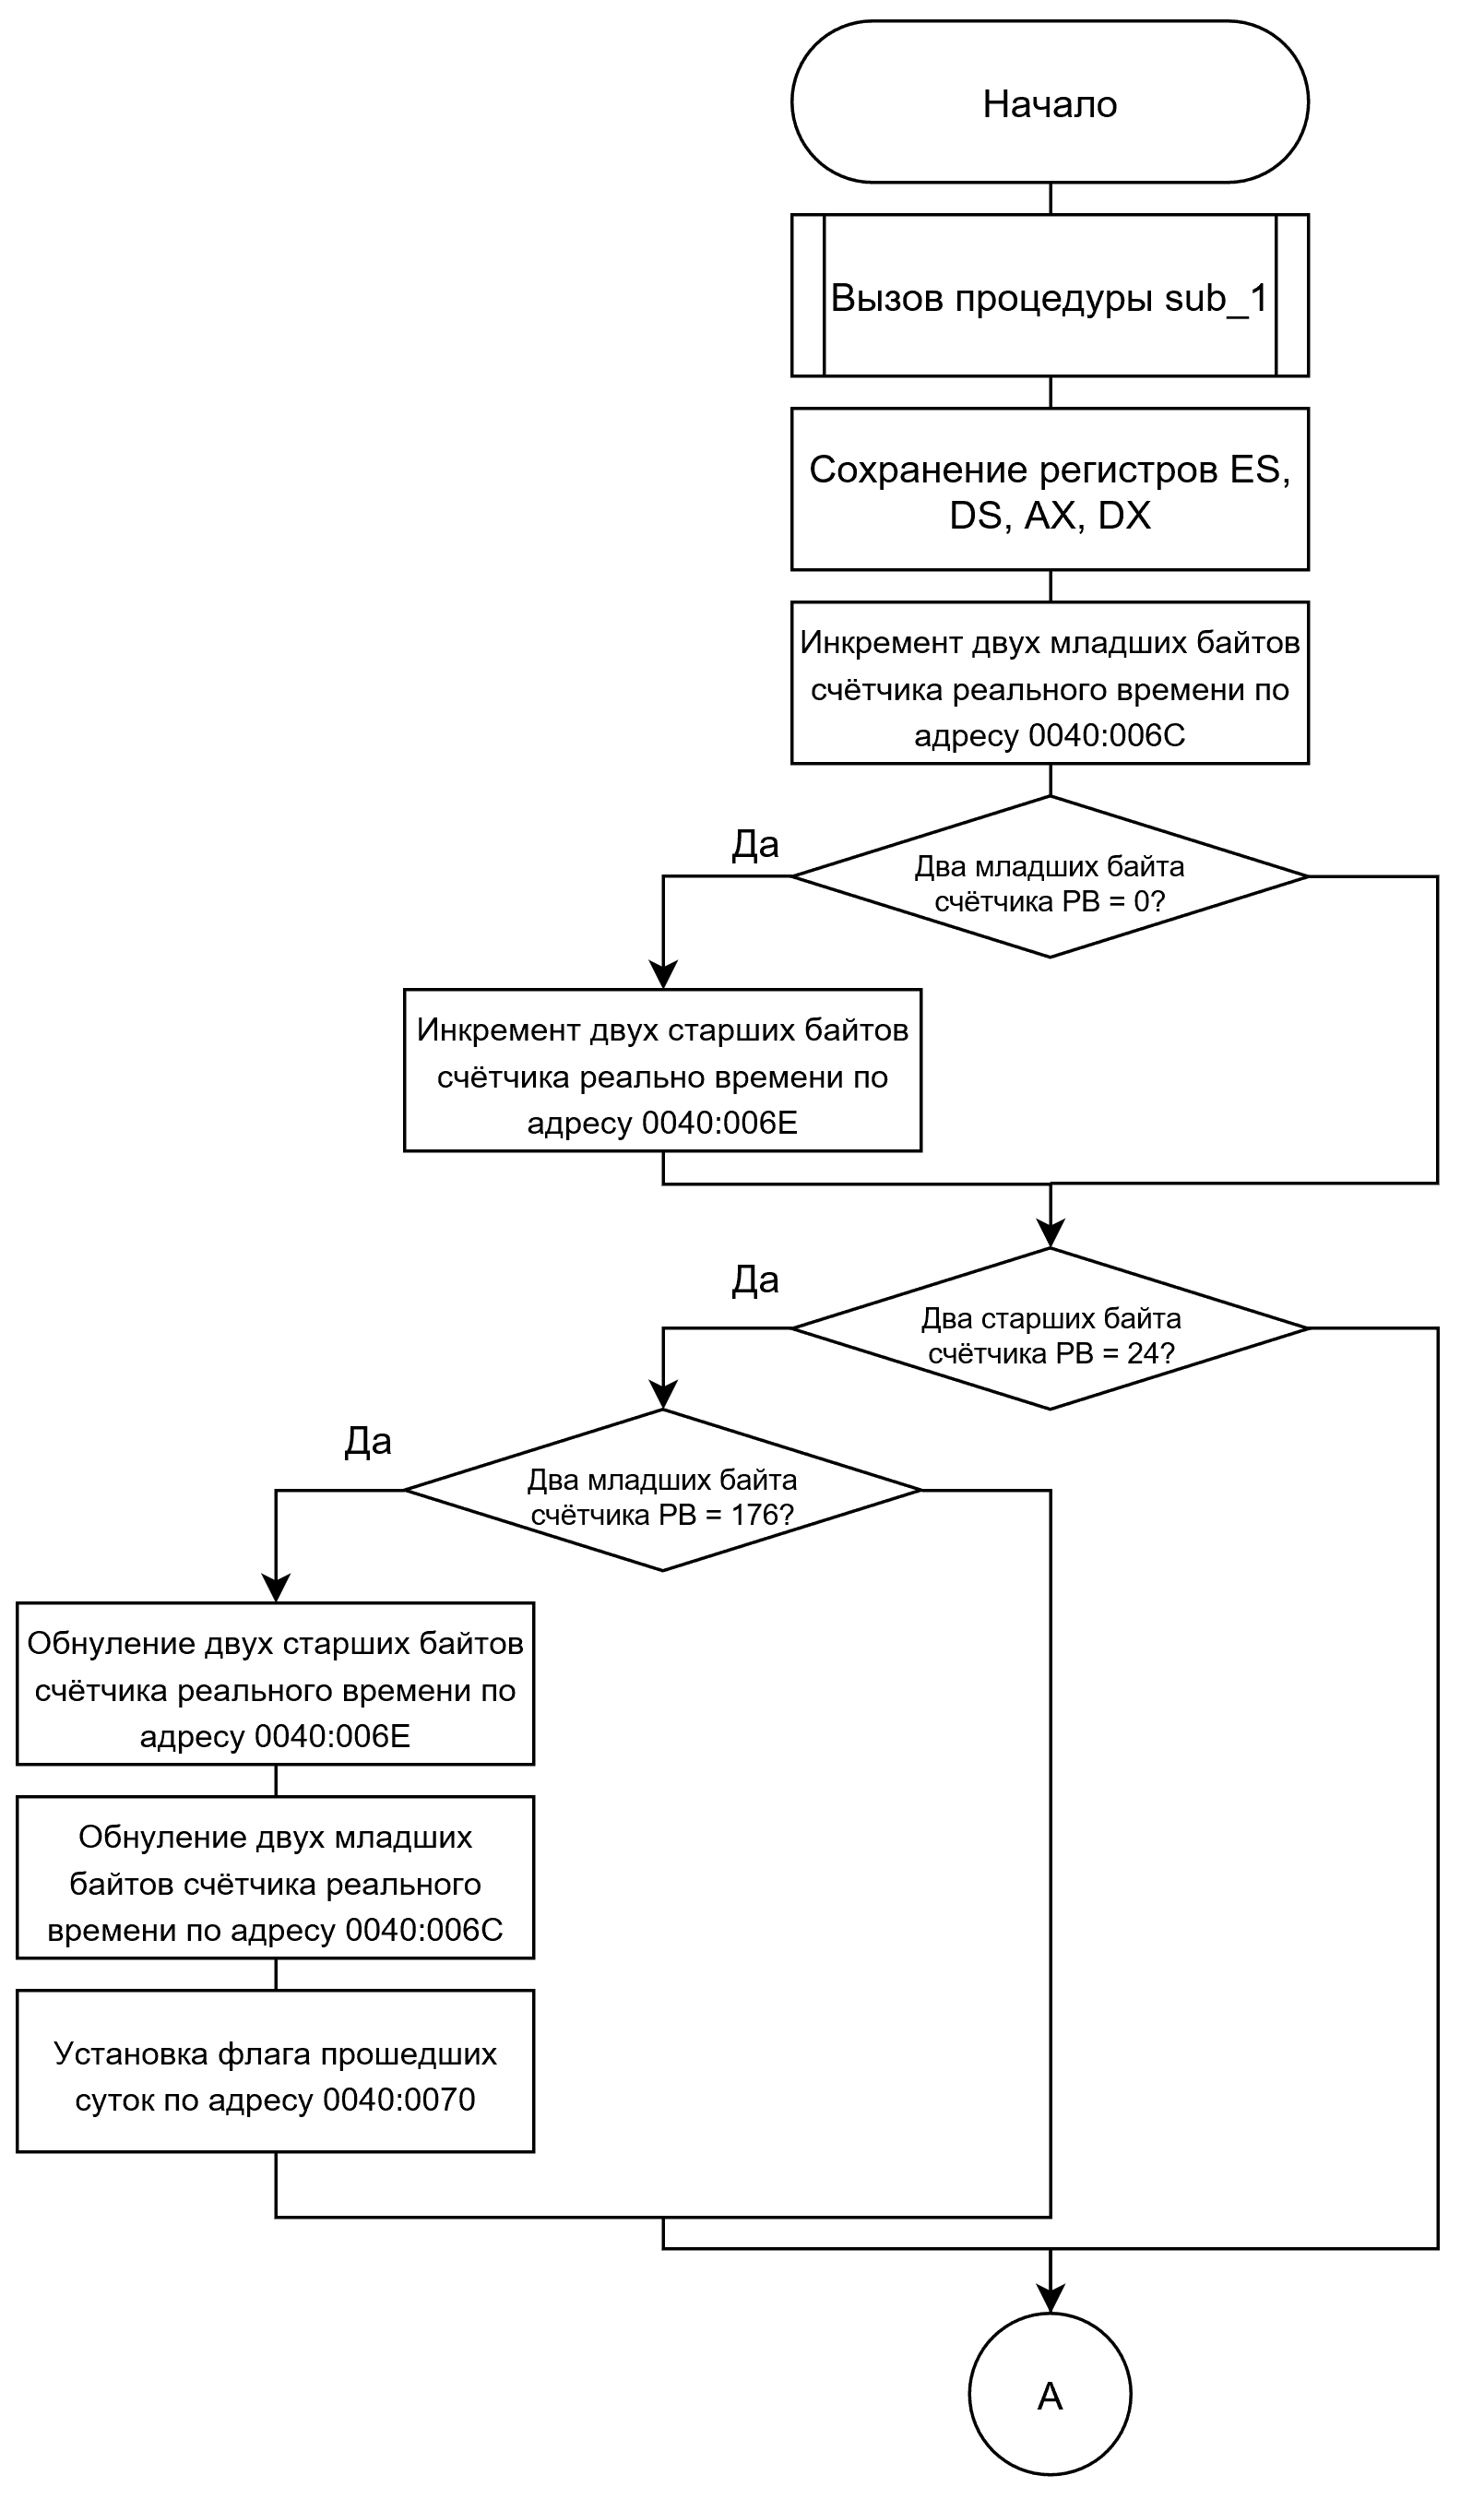 Начало
Вызов процедуры sub_1
Сохранение регистров ES,
DS, AX, DX
Инкремент двух младших байтов
счётчика реального времени по
адресу 0040:006C
Да
Два младших байта
счётчика РВ = 0?
Инкремент двух старших байтов
счётчика реально времени по
адресу 0040:006E
Да
Два старших байта
счётчика РВ = 24?
Да
Два младших байта
счётчика РВ = 176?
Обнуление двух старших байтов
счётчика реального времени по
адресу 0040:006E
Обнуление двух младших
байтов счётчика реального
времени по адресу 0040:006C
Установка флага прошедших
суток по адресу 0040:0070
А